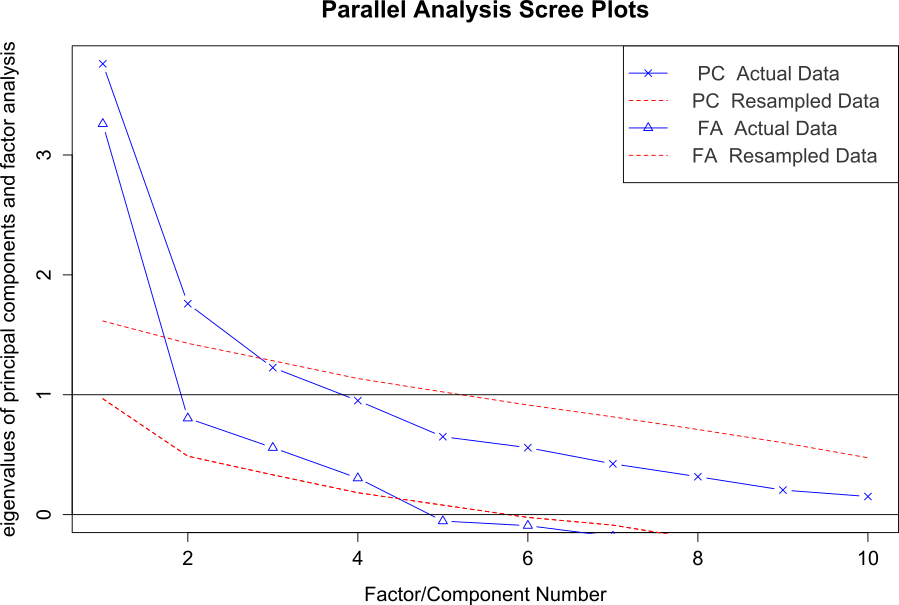 Parallel Analysis Scree Plots
eigenvalues of principal components and factor analysis
PC Actual Data
PC Resampled Data
FA Actual Data
FA Resampled Data
3
2
1
0
2 4 6 8 10
Factor/Component Number